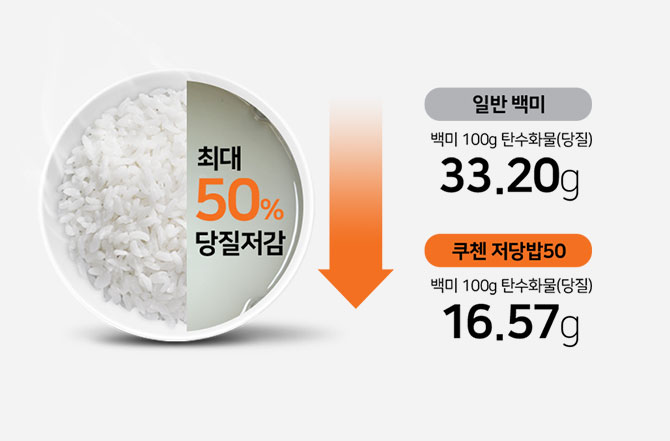 최대
50%
당질저감
일반 백미
백미 100g 탄수화물(당질)
33.20g
쿠첸 저당밥50
백미 100g 탄수화물(당질)
16.57g